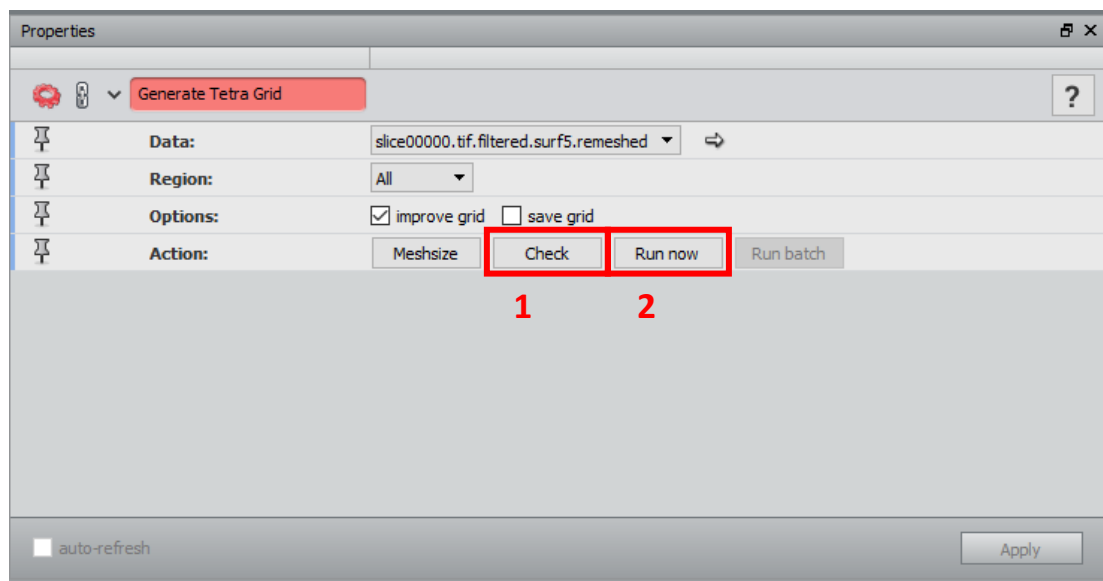 Properties
Generate Tetra Grid ?
Data: slice00000.tif.filtered.surf5.remeshed
Region: All
Options: improve grid save grid
Action: Meshsize Check Run now Run batch
1 2
auto-refresh Apply